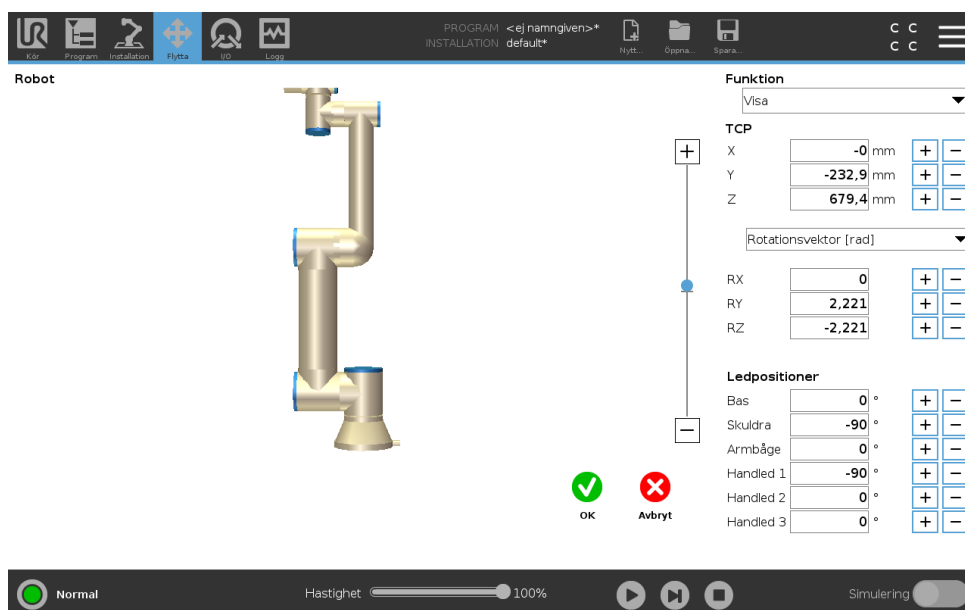 PROGRAM <ej namngiven>*
INSTALLATION default*
UR
Kör
Program
Installation
Flytta
I/O
Logg
Nytt...
Öppna...
Spara...
C C
C C
Robot
Funktion
Visa
TCP
X -0 mm + −
Y -232,9 mm + −
Z 679,4 mm + −
Rotationsvektor [rad]
RX 0 + −
RY 2,221 + −
RZ -2,221 + −
Ledpositioner
Bas 0 ° + −
Skuldra -90 ° + −
Armbåge 0 ° + −
Handled 1 -90 ° + −
Handled 2 0 ° + −
Handled 3 0 ° + −
OK
Avbryt
Normal
Hastighet 100%
Simulering